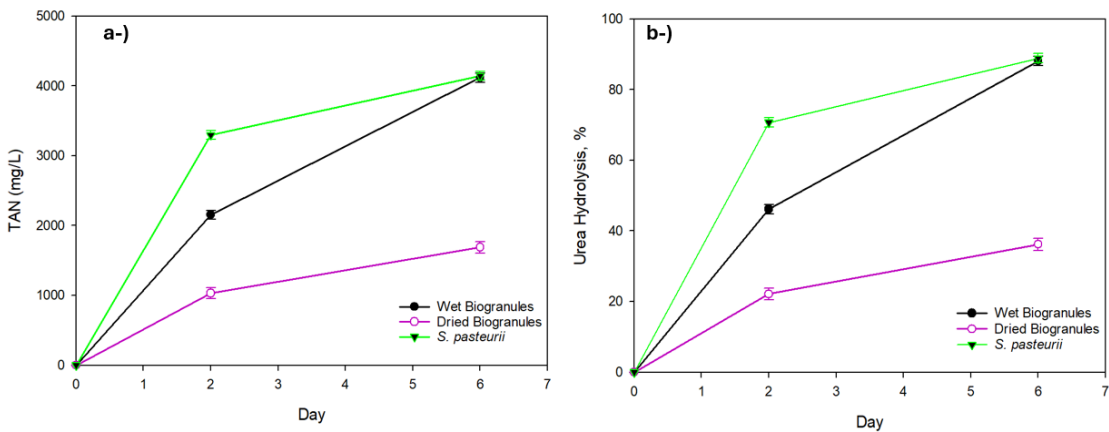 a-)
5000
4000
3000
2000
1000
0
TAN (mg/L)
0 1 2 3 4 5 6 7
Day
Wet Biogranules
Dried Biogranules
S. pasteurii
b-)
100
80
60
40
20
0
Urea Hydrolysis, %
0 1 2 3 4 5 6 7
Day
Wet Biogranules
Dried Biogranules
S. pasteurii